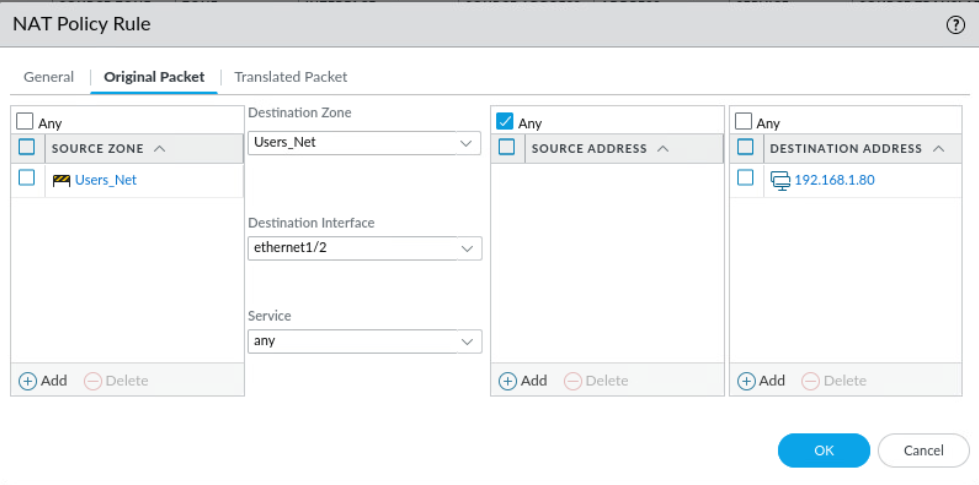 NAT Policy Rule
General
Original Packet
Translated Packet
Any
SOURCE ZONE
Users_Net
Add
Delete
Destination Zone
Users_Net
Destination Interface
ethernet1/2
Service
any
Any
SOURCE ADDRESS
Add
Delete
Any
DESTINATION ADDRESS
192.168.1.80
Add
Delete
OK
Cancel